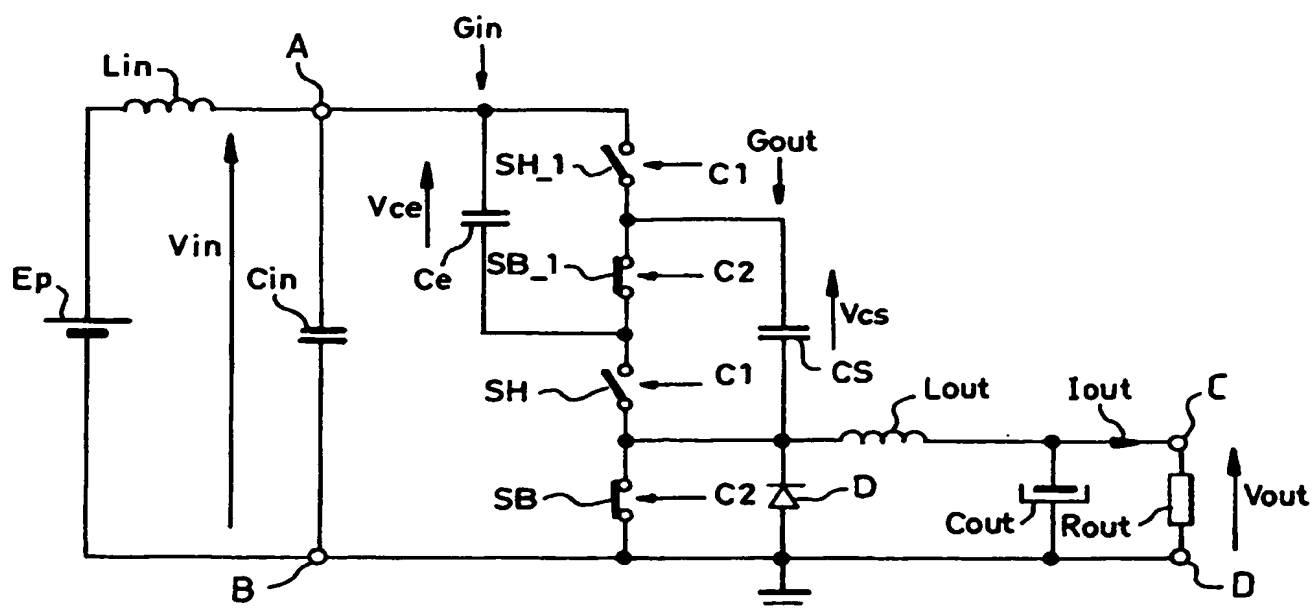 Gin
A
Lin
Gout
SH_1
C1
Vce
Vin
SB_1
C2
Ep
Cin
Ce
Vcs
CS
SH
C1
Lout
Iout
C
SB
C2
D
Cout
Rout
Vout
B
D